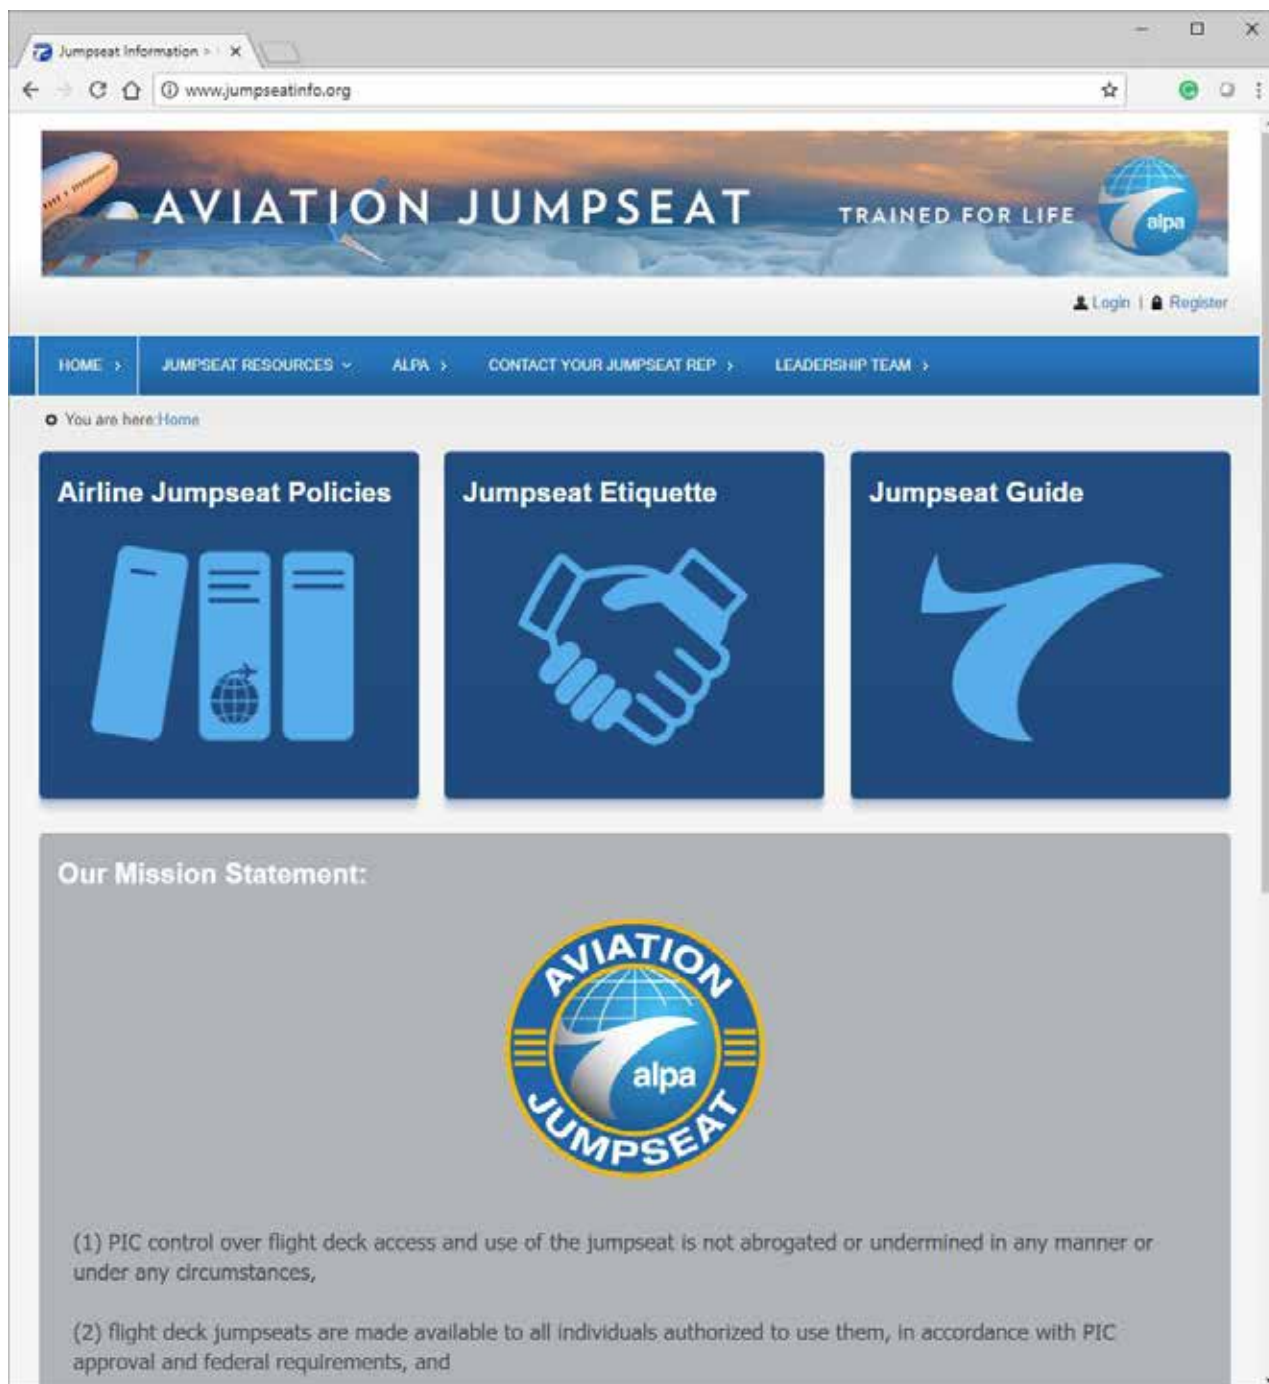 Jumpseat Information >
www.jumpseatinfo.org
AVIATION JUMPSEAT
TRAINED FOR LIFE
alpa
Login | Register
HOME > JUMPSEAT RESOURCES ALPA > CONTACT YOUR JUMPSEAT REP > LEADERSHIP TEAM >
You are here:Home
Airline Jumpseat Policies
Jumpseat Etiquette
Jumpseat Guide
Our Mission Statement:
AVIATION
alpa
JUMPSEAT
(1) PIC control over flight deck access and use of the jumpseat is not abrogated or undermined in any manner or
under any circumstances,
(2) flight deck jumpseats are made available to all individuals authorized to use them, in accordance with PIC
approval and federal requirements, and